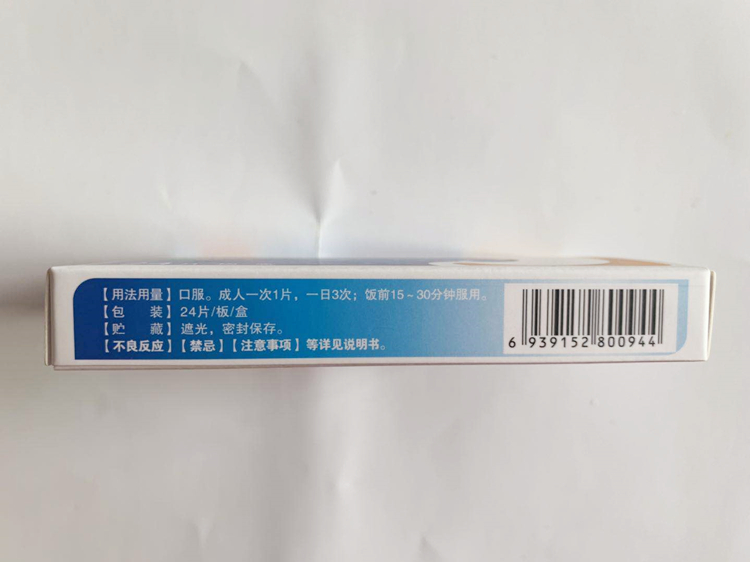 【用法用量】口服。成人一次1片,一日3次;饭前15~30分钟服用。
【包 装】24片/板/盒
【贮 藏】遮光,密封保存。
【不良反应】【禁忌】【注意事项】等详见说明书。
6 939152 800944